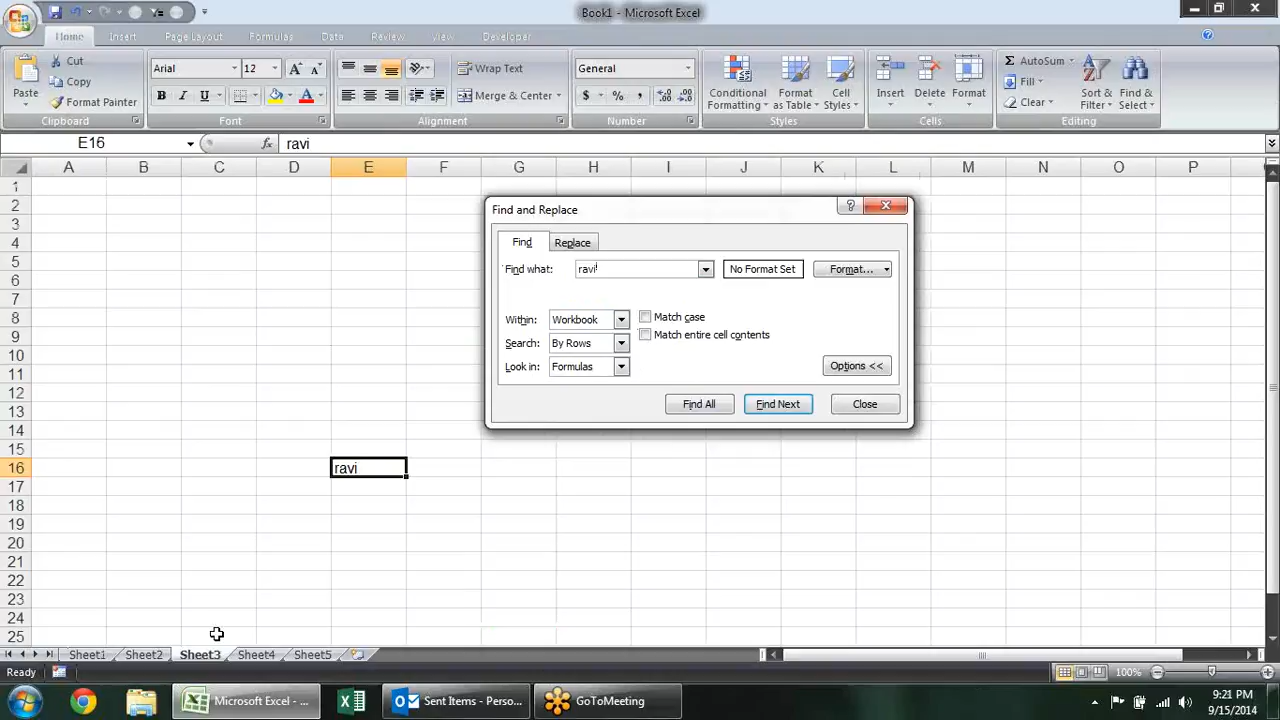 Book1 - Microsoft Excel
Home Insert Page Layout Formulas Data Review View Developer
Paste
Cut
Copy
Format Painter
Clipboard
Arial 12
B I U
A A
Font
Wrap Text
Merge & Center
Alignment
General
$ % ,
Number
Conditional Formatting
Format as Table
Cell Styles
Styles
Insert Delete Format
Cells
AutoSum
Fill
Clear
Sort & Filter
Find & Select
Editing
E16 fx ravi
A B C D E F G H I J K L M N O P
1
2
3
4
5
6
7
8
9
10
11
12
13
14
15
16 ravi
17
18
19
20
21
22
23
24
25
Find and Replace
Find Replace
Find what: ravi No Format Set Format...
Within: Workbook Match case
Match entire cell contents
Search: By Rows
Look in: Formulas Options <<
Find All Find Next Close
Sheet1 Sheet2 Sheet3 Sheet4 Sheet5
Ready 100%
Microsoft Excel - ... Sent Items - Perso... GoToMeeting
9:21 PM
9/15/2014